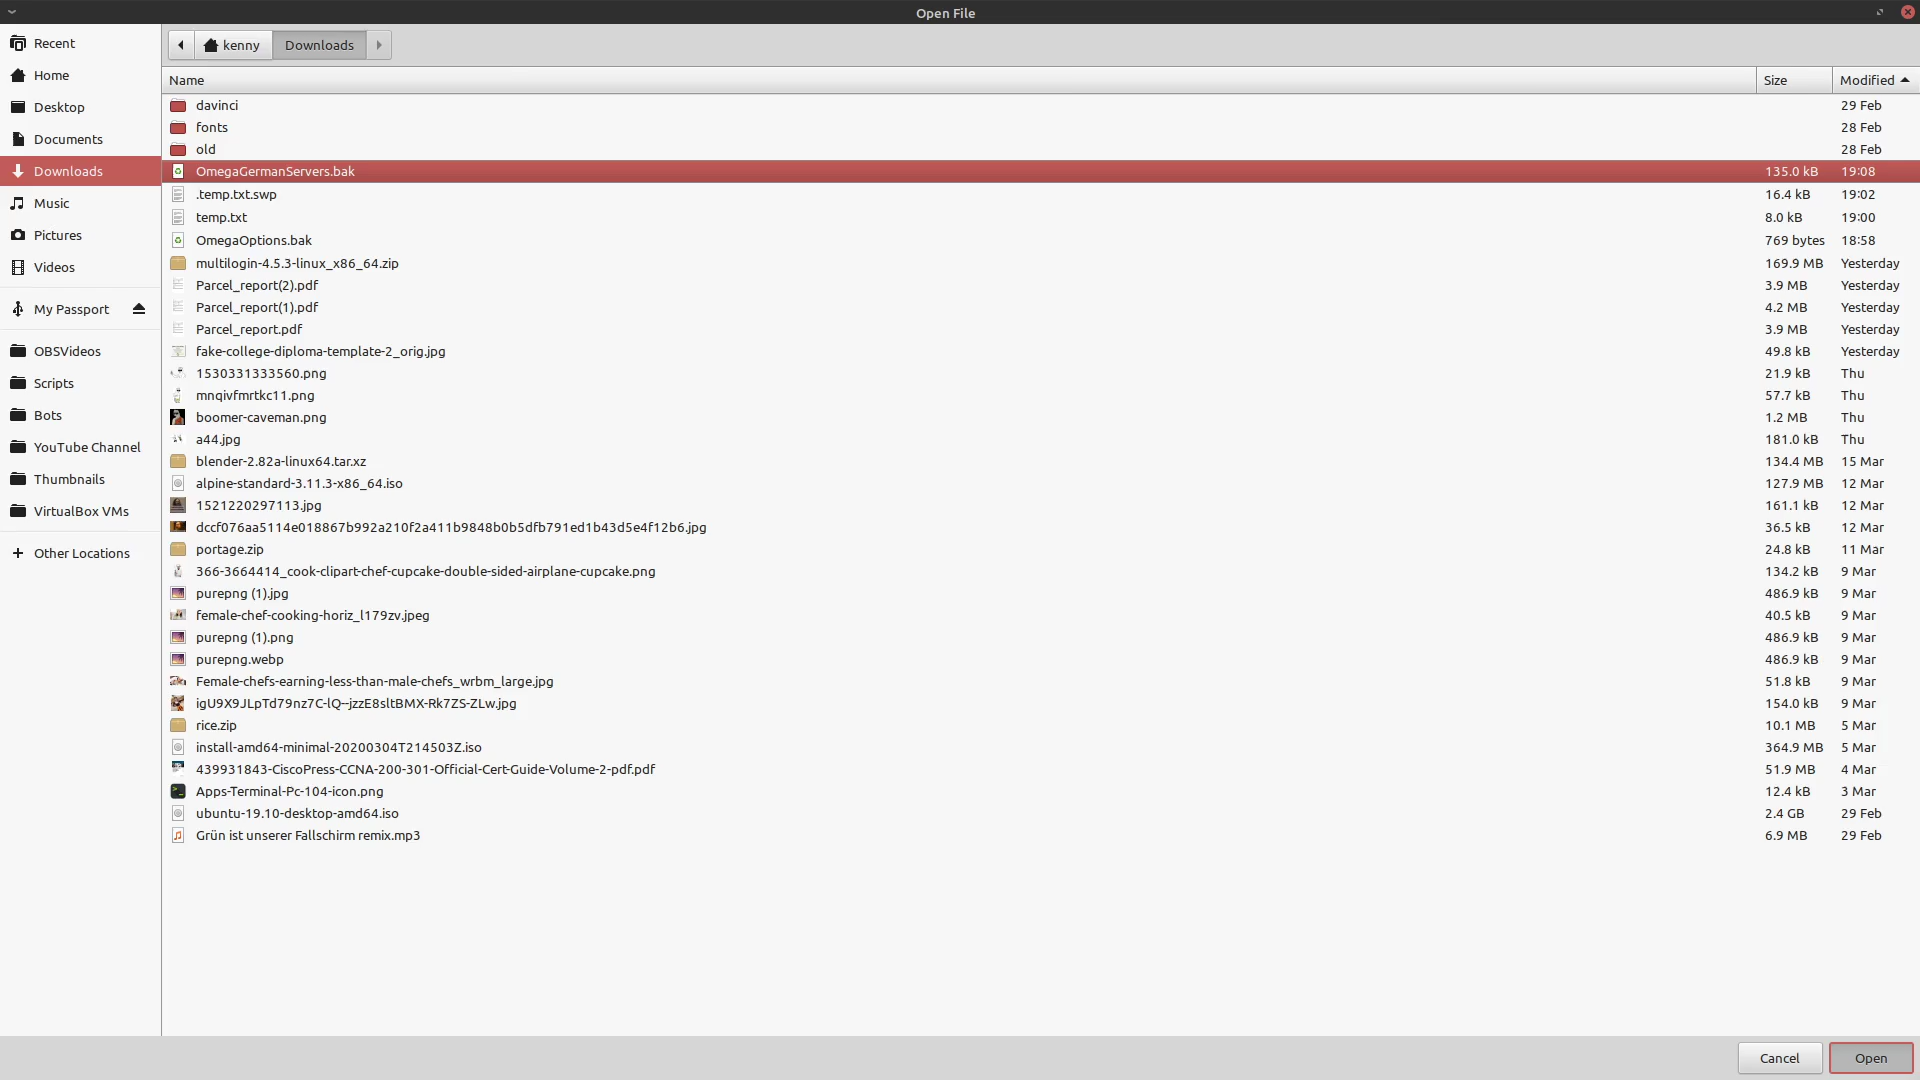 Open File
Recent
Home
Desktop
Documents
Downloads
Music
Pictures
Videos
My Passport
OBSVideos
Scripts
Bots
YouTube Channel
Thumbnails
VirtualBox VMs
Other Locations
kenny Downloads
Name Size Modified
davinci 29 Feb
fonts 28 Feb
old 28 Feb
OmegaGermanServers.bak 135.0 kB 19:08
.temp.txt.swp 16.4 kB 19:02
temp.txt 8.0 kB 19:00
OmegaOptions.bak 769 bytes 18:58
multilogin-4.5.3-linux_x86_64.zip 169.9 MB Yesterday
Parcel_report(2).pdf 3.9 MB Yesterday
Parcel_report(1).pdf 4.2 MB Yesterday
Parcel_report.pdf 3.9 MB Yesterday
fake-college-diploma-template-2_orig.jpg 49.8 kB Yesterday
1530331333560.png 21.9 kB Thu
mnqivfmrtkc11.png 57.7 kB Thu
boomer-caveman.png 1.2 MB Thu
a44.jpg 181.0 kB Thu
blender-2.82a-linux64.tar.xz 134.4 MB 15 Mar
alpine-standard-3.11.3-x86_64.iso 127.9 MB 12 Mar
1521220297113.jpg 161.1 kB 12 Mar
dccf076aa5114e018867b992a210f2a411b9848b0b5dfb791ed1b43d5e4f12b6.jpg 36.5 kB 12 Mar
portage.zip 24.8 kB 11 Mar
366-3664414_cook-clipart-chef-cupcake-double-sided-airplane-cupcake.png 134.2 kB 9 Mar
purepng (1).jpg 486.9 kB 9 Mar
female-chef-cooking-horiz_l179zv.jpeg 40.5 kB 9 Mar
purepng (1).png 486.9 kB 9 Mar
purepng.webp 486.9 kB 9 Mar
Female-chefs-earning-less-than-male-chefs_wrbm_large.jpg 51.8 kB 9 Mar
igU9X9JLpTd79nz7C-lQ--jzzE8sltBMX-Rk7ZS-ZLw.jpg 154.0 kB 9 Mar
rice.zip 10.1 MB 5 Mar
install-amd64-minimal-20200304T214503Z.iso 364.9 MB 5 Mar
439931843-CiscoPress-CCNA-200-301-Official-Cert-Guide-Volume-2-pdf.pdf 51.9 MB 4 Mar
Apps-Terminal-Pc-104-icon.png 12.4 kB 3 Mar
ubuntu-19.10-desktop-amd64.iso 2.4 GB 29 Feb
Grün ist unserer Fallschirm remix.mp3 6.9 MB 29 Feb
Cancel Open